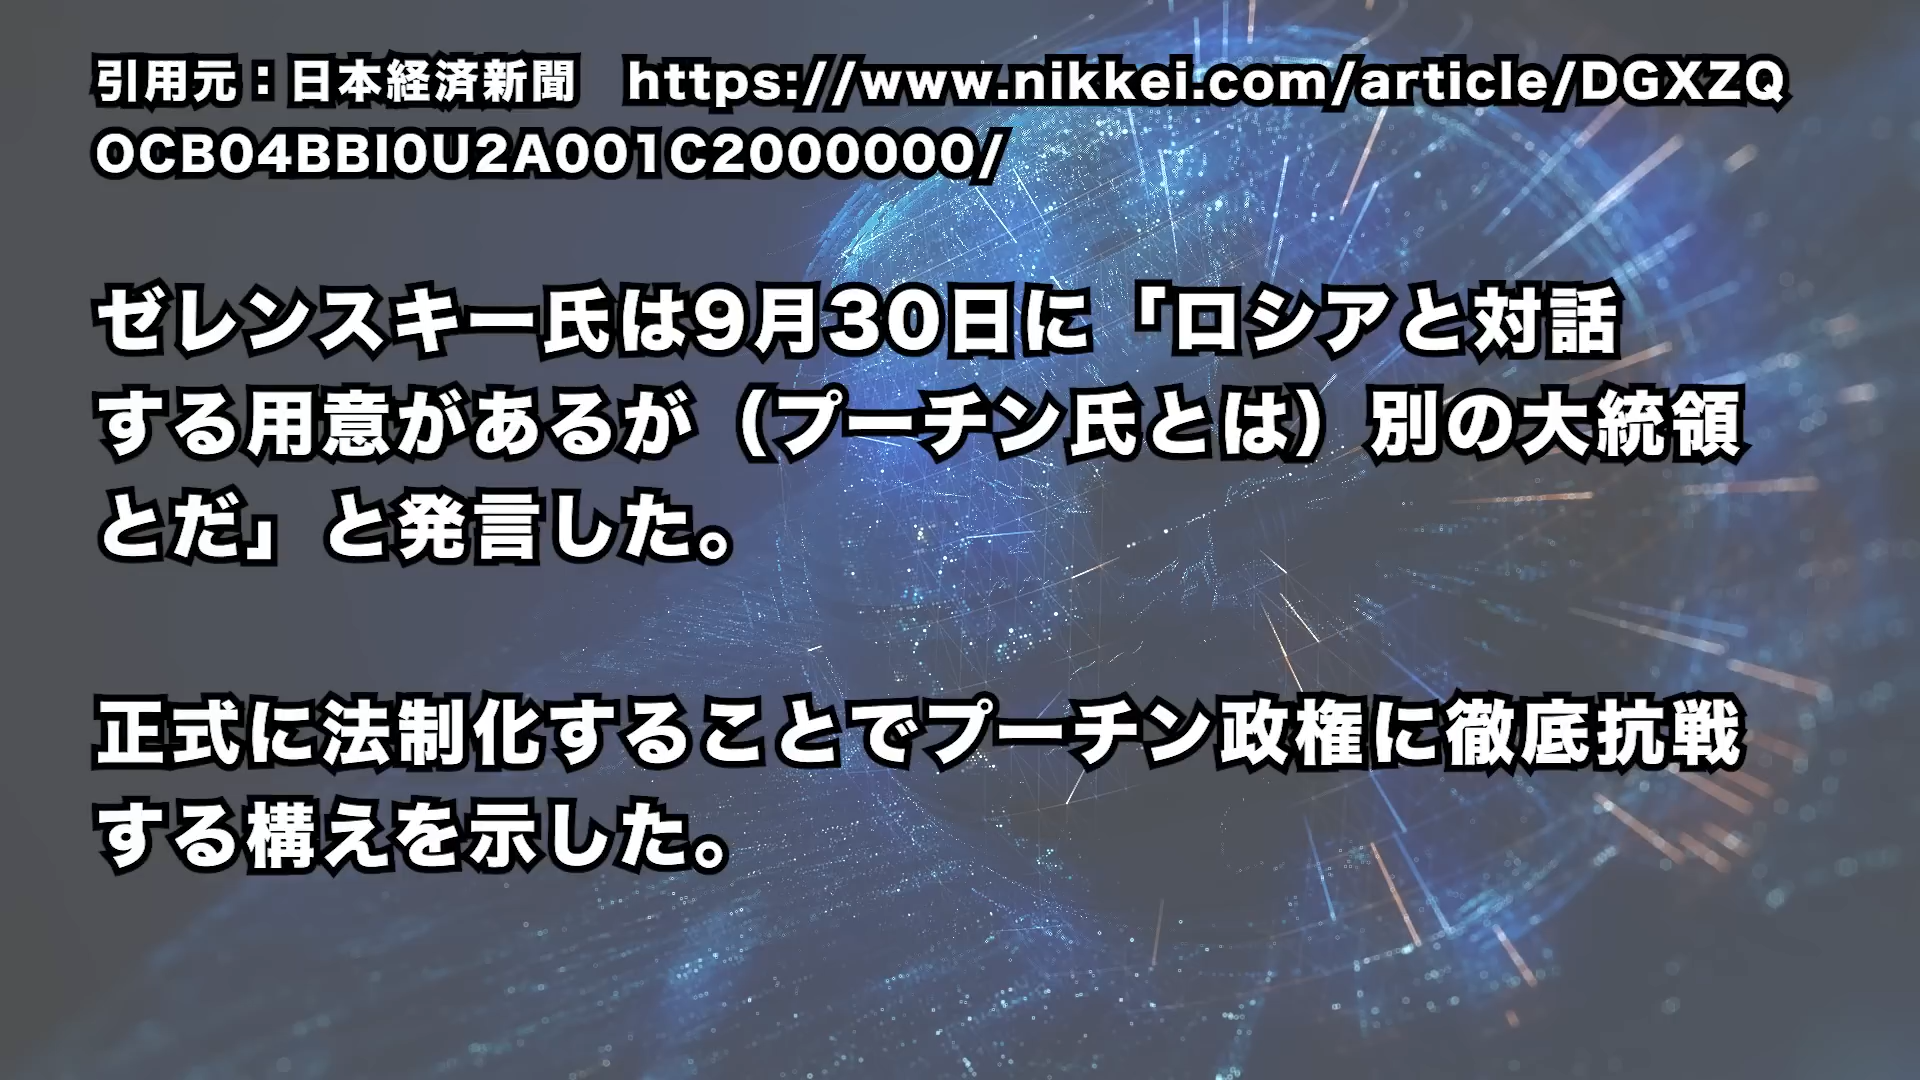 引用元：日本経済新聞　https://www.nikkei.com/article/DGXZQ
OCB04BBI0U2A001C2000000/
ゼレンスキー氏は9月30日に「ロシアと対話
する用意があるが（プーチン氏とは）別の大統領
とだ」と発言した。
正式に法制化することでプーチン政権に徹底抗戦
する構えを示した。